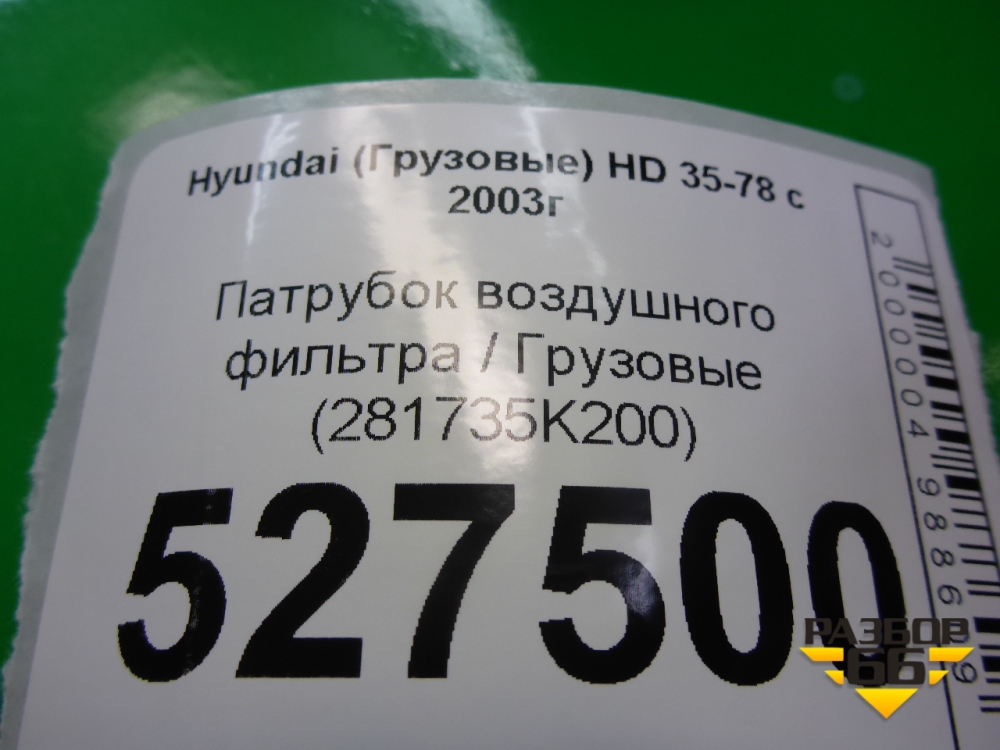 Hyundai (Грузовые) HD 35-78 с
2003г
Патрубок воздушного
фильтра / Грузовые
(281735K200)
527500
РАЗБОР
66